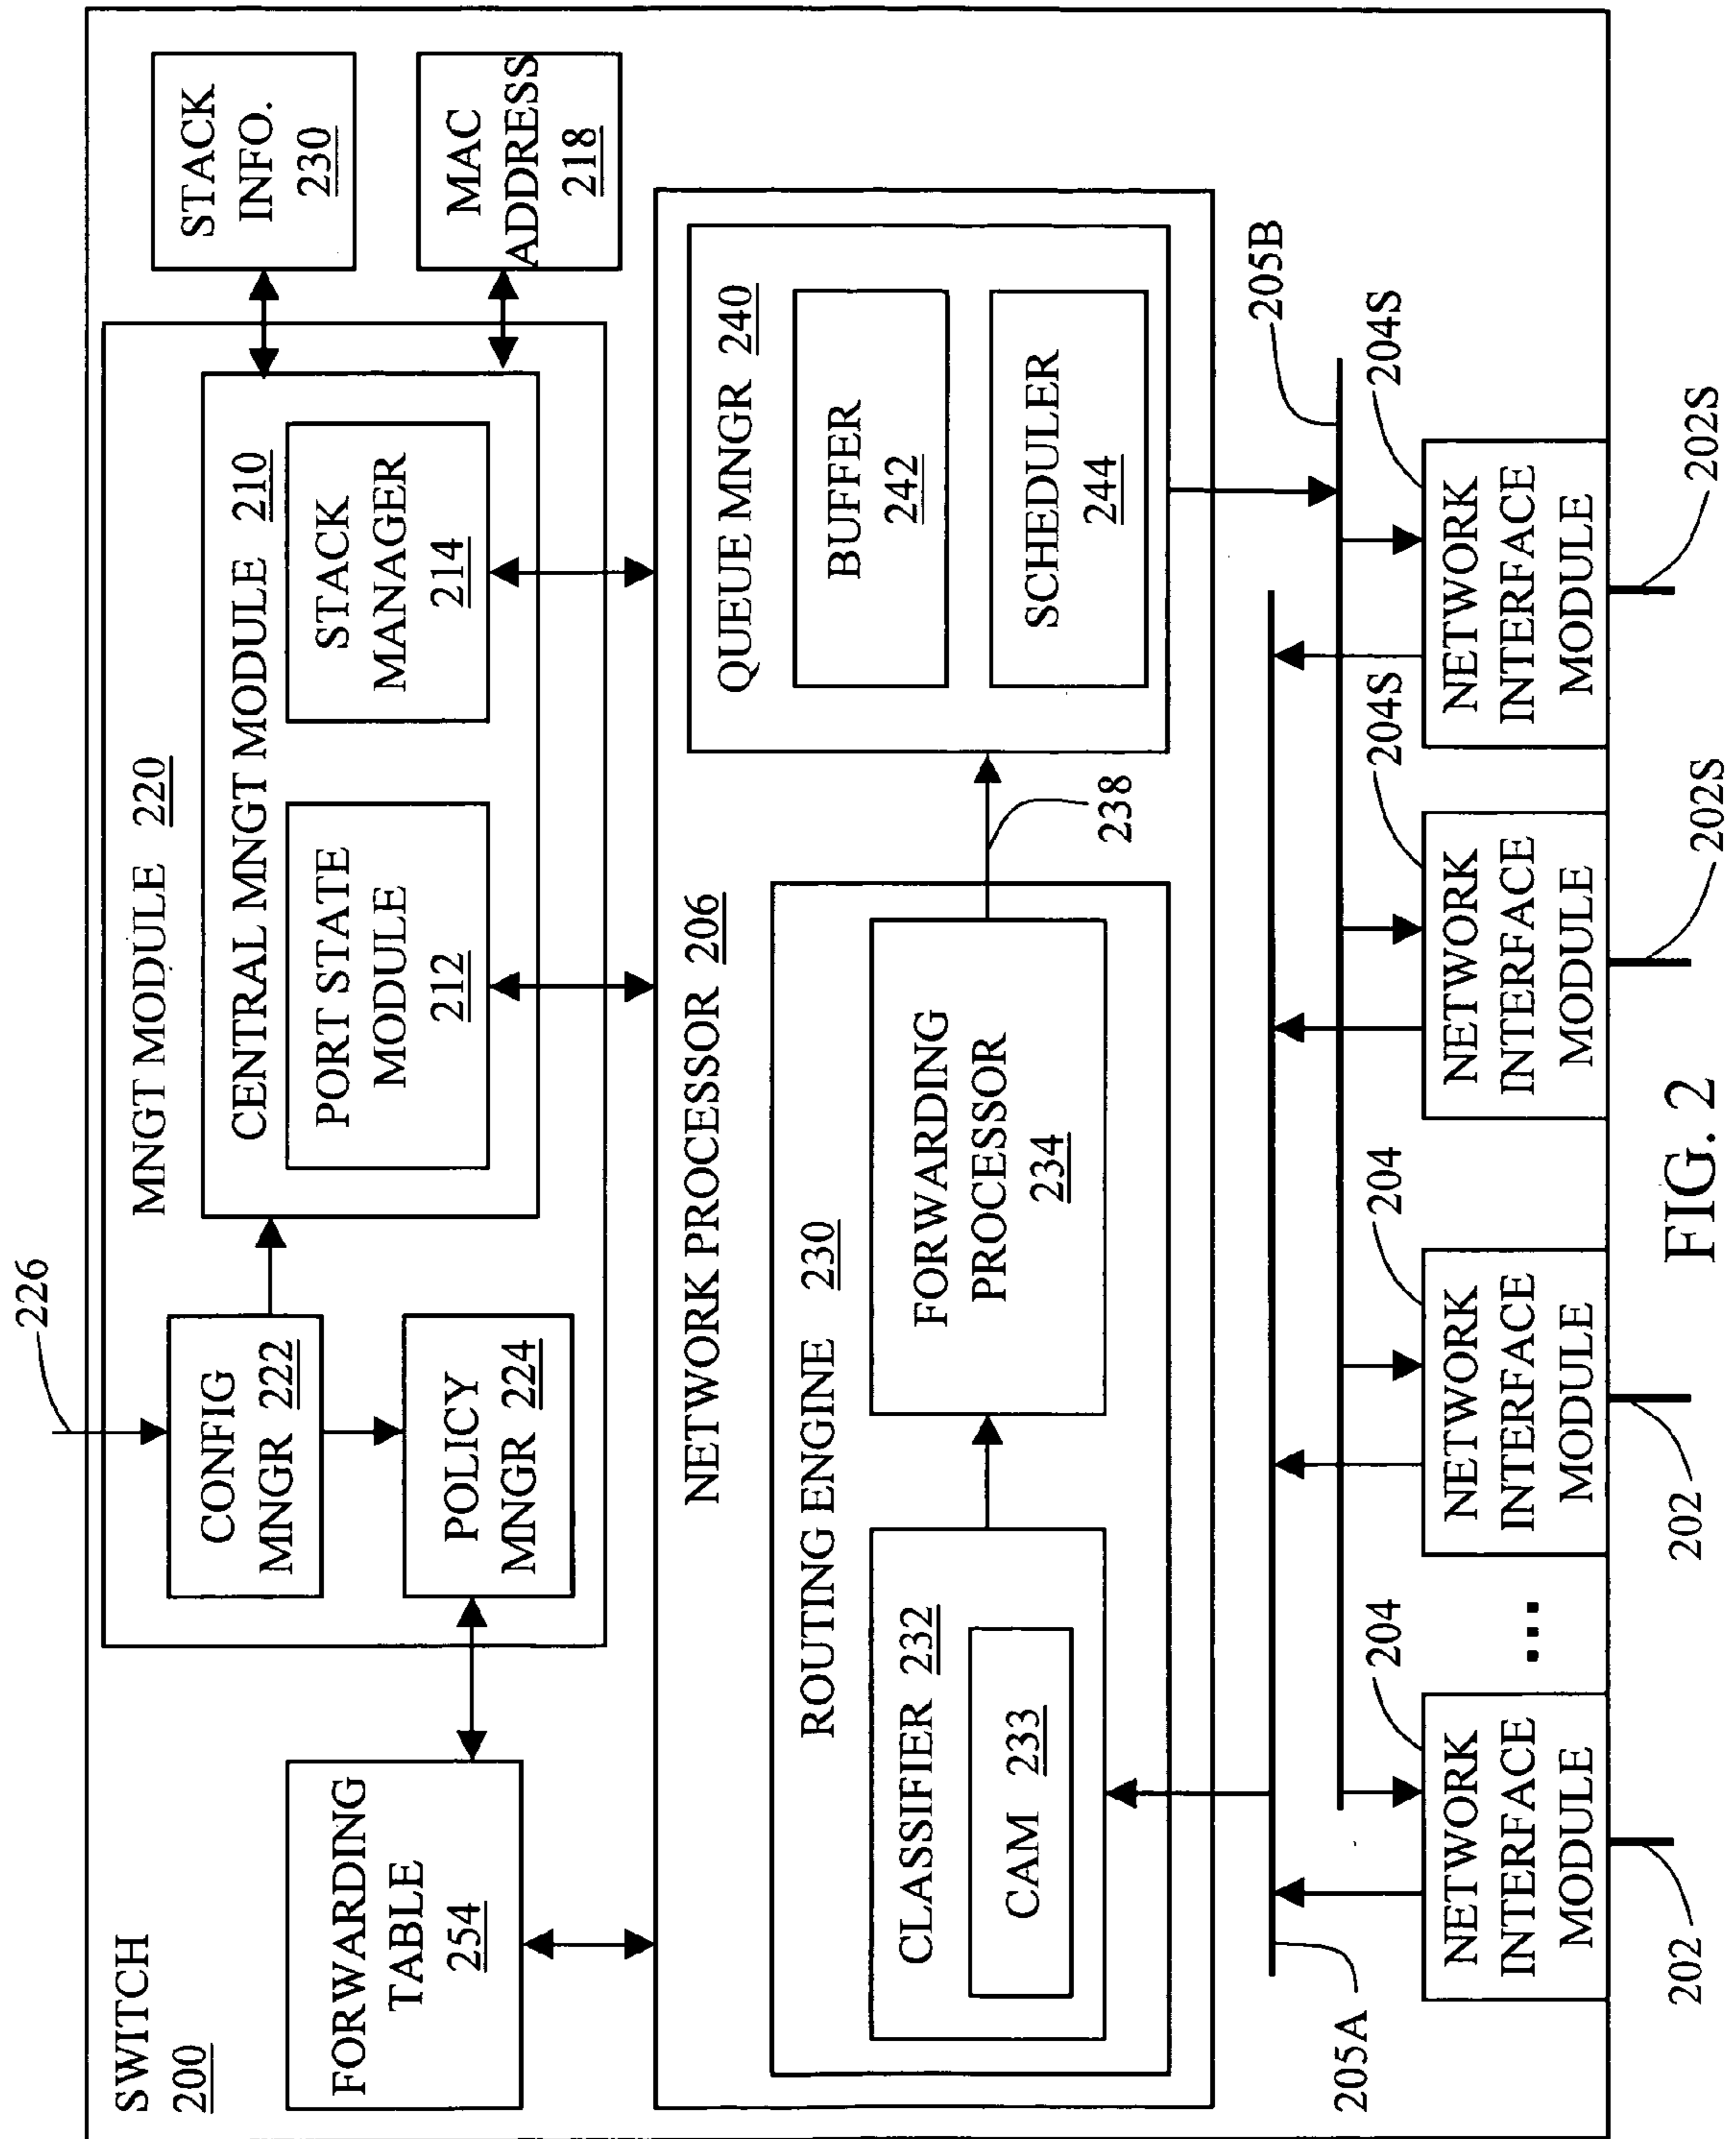 SWITCH
200
226
MNGT MODULE 220
CONFIG
MNGR 222
POLICY
MNGR 224
CENTRAL MNGT MODULE 210
PORT STATE
MODULE
212
STACK
MANAGER
214
STACK
INFO.
230
MAC
ADDRESS
218
FORWARDING
TABLE
254
NETWORK PROCESSOR 206
ROUTING ENGINE 230
CLASSIFIER 232
CAM 233
FORWARDING
PROCESSOR
234
238
QUEUE MNGR 240
BUFFER
242
SCHEDULER
244
205A
205B
204
204
204S
204S
NETWORK
INTERFACE
MODULE
...
NETWORK
INTERFACE
MODULE
NETWORK
INTERFACE
MODULE
NETWORK
INTERFACE
MODULE
202
202
202S
202S
FIG. 2